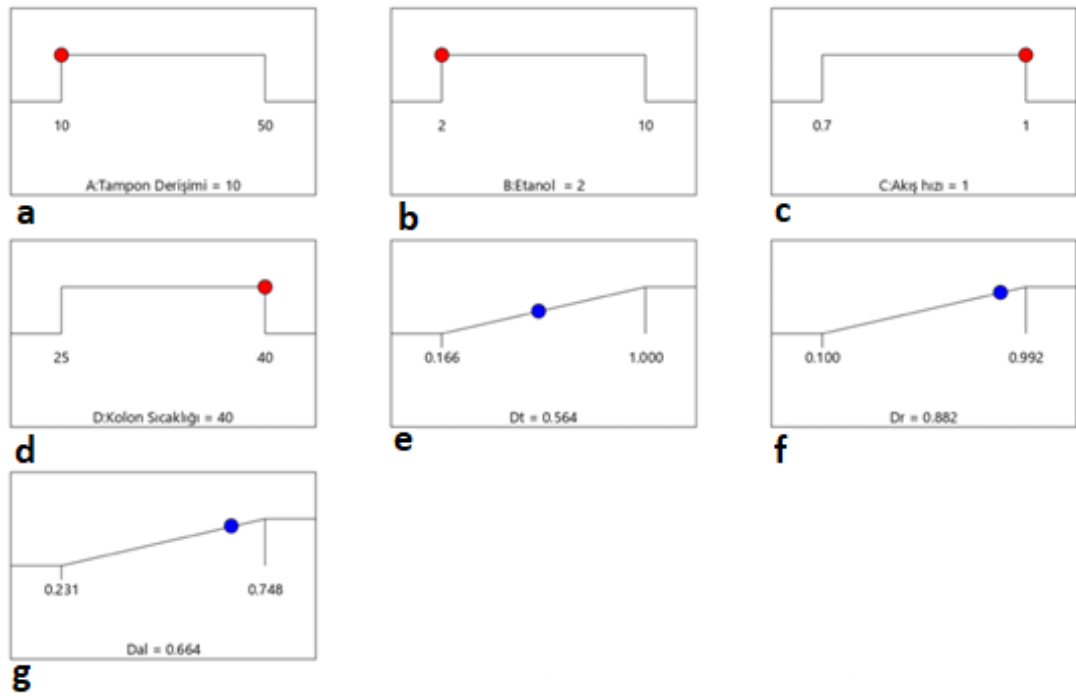 10 50
A:Tampon Derişimi = 10
a
2 10
B:Etanol = 2
b
0.7 1
C:Akış hızı = 1
c
25 40
D:Kolon Sıcaklığı = 40
d
0.166 1.000
Dt = 0.564
e
0.100 0.992
Dr = 0.882
f
0.231 0.748
Dal = 0.664
g